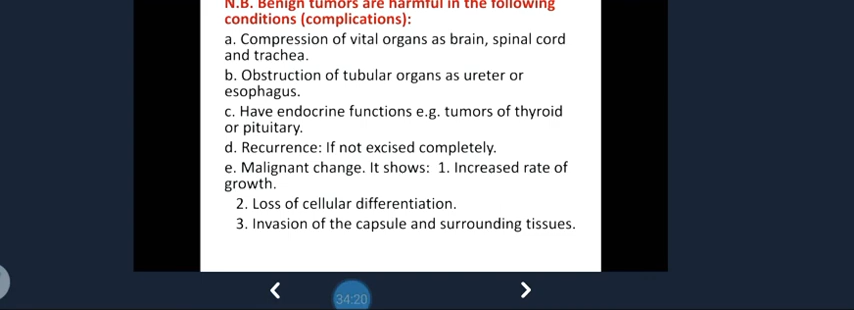 N.B. Benign tumors are harmful in the following
conditions (complications):
a. Compression of vital organs as brain, spinal cord
and trachea.
b. Obstruction of tubular organs as ureter or
esophagus.
c. Have endocrine functions e.g. tumors of thyroid
or pituitary.
d. Recurrence: If not excised completely.
e. Malignant change. It shows:  1. Increased rate of
growth.
2. Loss of cellular differentiation.
3. Invasion of the capsule and surrounding tissues.
34:20